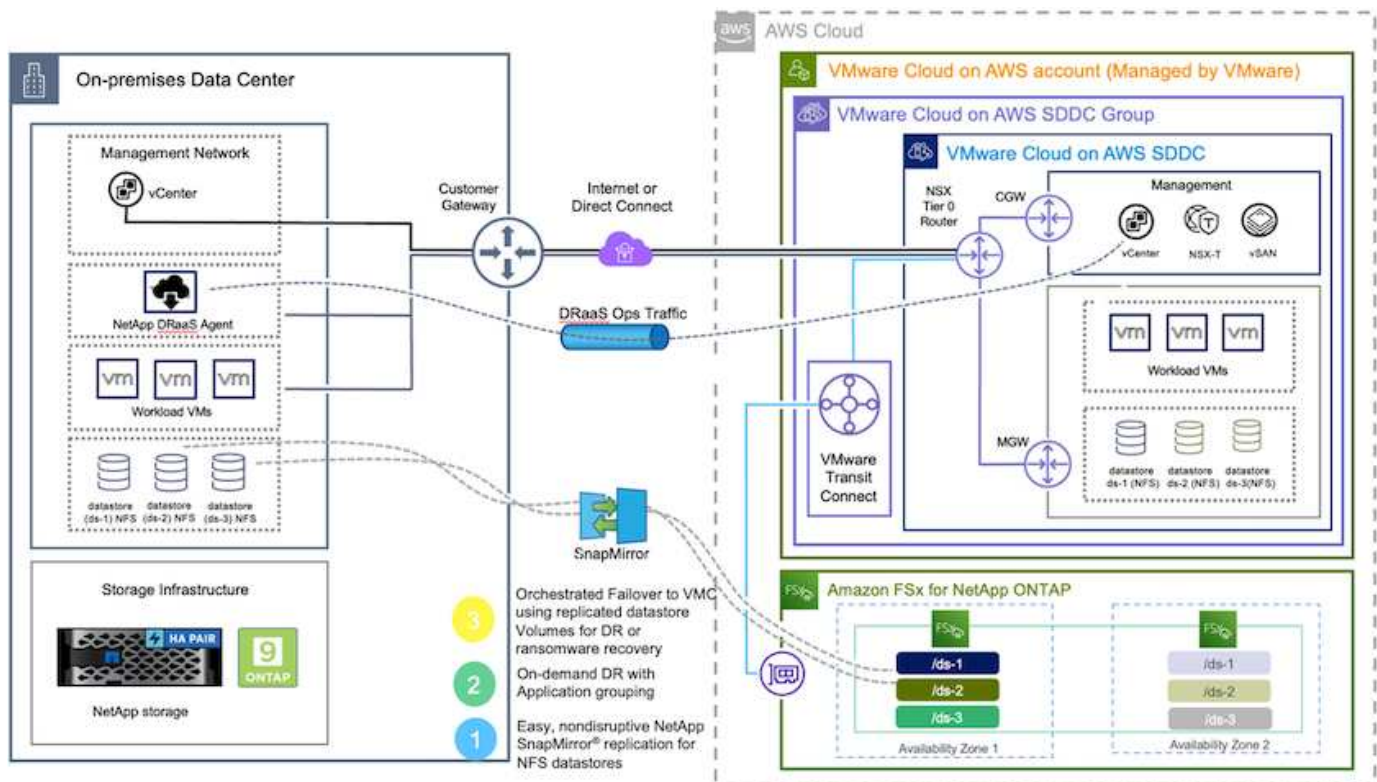 aws
AWS Cloud
On-premises Data Center
Management Network
vCenter
NetApp DRaaS Agent
vm vm vm
Workload VMs
datastore datastore datastore
(ds-1) NFS (ds-2) NFS (ds-3) NFS
Storage Infrastructure
HA PAIR
9
ONTAP
NetApp storage
Customer
Gateway
Internet or
Direct Connect
DRaaS Ops Traffic
SnapMirror
3
Orchestrated Failover to VMC
using replicated datastore
Volumes for DR or
ransomware recovery
2
On-demand DR with
Application grouping
1
Easy, nondisruptive NetApp
SnapMirror® replication for
NFS datastores
VMware Cloud on AWS account (Managed by VMware)
VMware Cloud on AWS SDDC Group
VMware Cloud on AWS SDDC
NSX
Tier 0
Router
CGW
Management
T
vCenter NSX-T vSAN
vm vm vm
Workload VMs
MGW
datastore datastore datastore
ds-1 (NFS) ds-2 (NFS) ds-3(NFS)
VMware
Transit
Connect
FSx
Amazon FSx for NetApp ONTAP
FSx
/ds-1
/ds-2
/ds-3
Availability Zone 1
FSx
/ds-1
/ds-2
/ds-3
Availability Zone 2